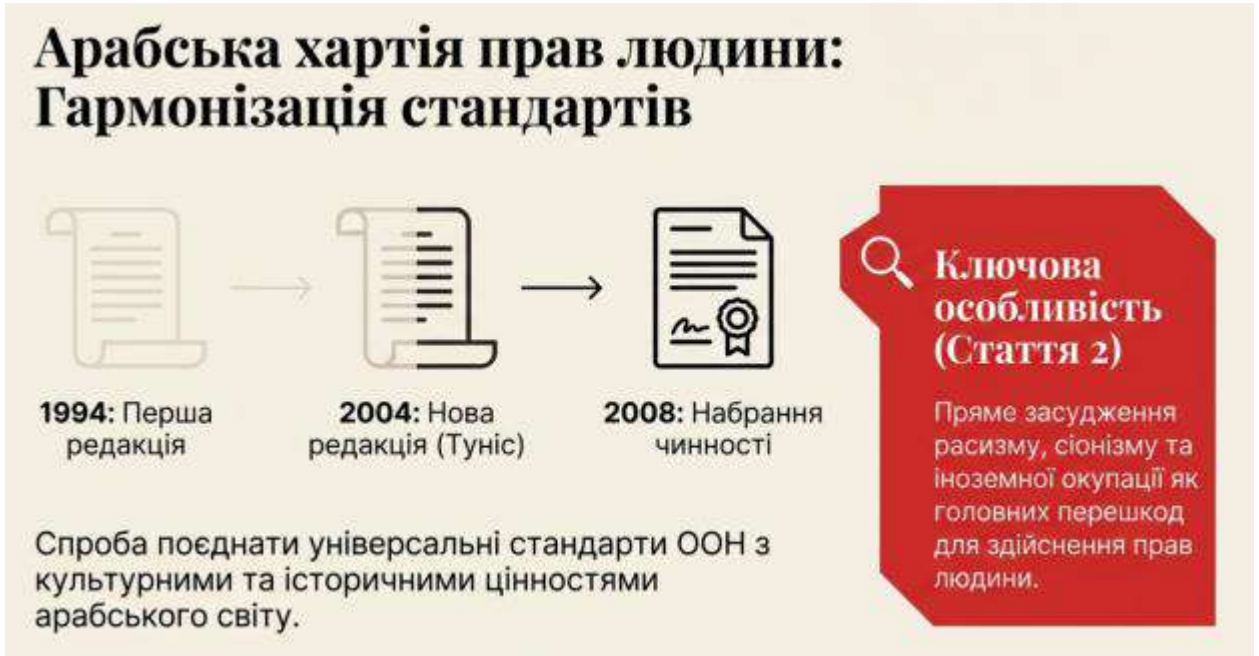 Арабська хартія прав людини:
Гармонізація стандартів
1994: Перша
редакція
2004: Нова
редакція (Туніс)
2008: Набрання
чинності
Спроба поєднати універсальні стандарти ООН з
культурними та історичними цінностями
арабського світу.
Ключова
особливість
(Стаття 2)
Пряме засудження
расизму, сіонізму та
іноземної окупації як
головних перешкод
для здійснення прав
людини.